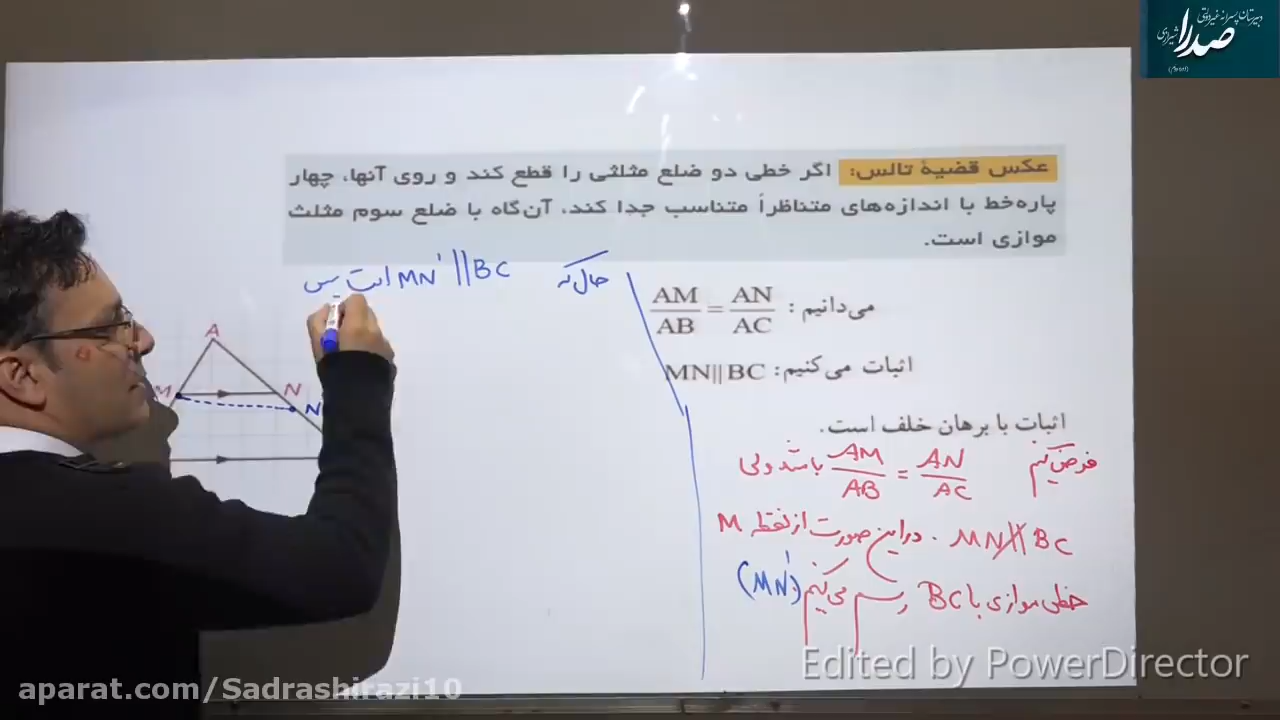 دبیرستان پسرانه غیردولتی
صدرا شیرازی
(دوره دوم)
عکس قضیهٔ تالس: اگر خطی دو ضلع مثلثی را قطع کند و روی آنها، چهار
پاره‌خط با اندازه‌های متناظراً متناسب جدا کند، آن‌گاه با ضلع سوم مثلث
موازی است.
می‌دانیم: AM/AB = AN/AC
اثبات می‌کنیم: MN||BC
اثبات با برهان خلف است.
فرض کنیم AM/AB = AN/AC باشد ولی
MN∦BC . در این صورت از نقطه M
خطی موازی با BC رسم می‌کنیم (MN').
حال که MN' || BC است پس
A
M
N
N
Edited by PowerDirector
aparat.com/Sadrashirazi10